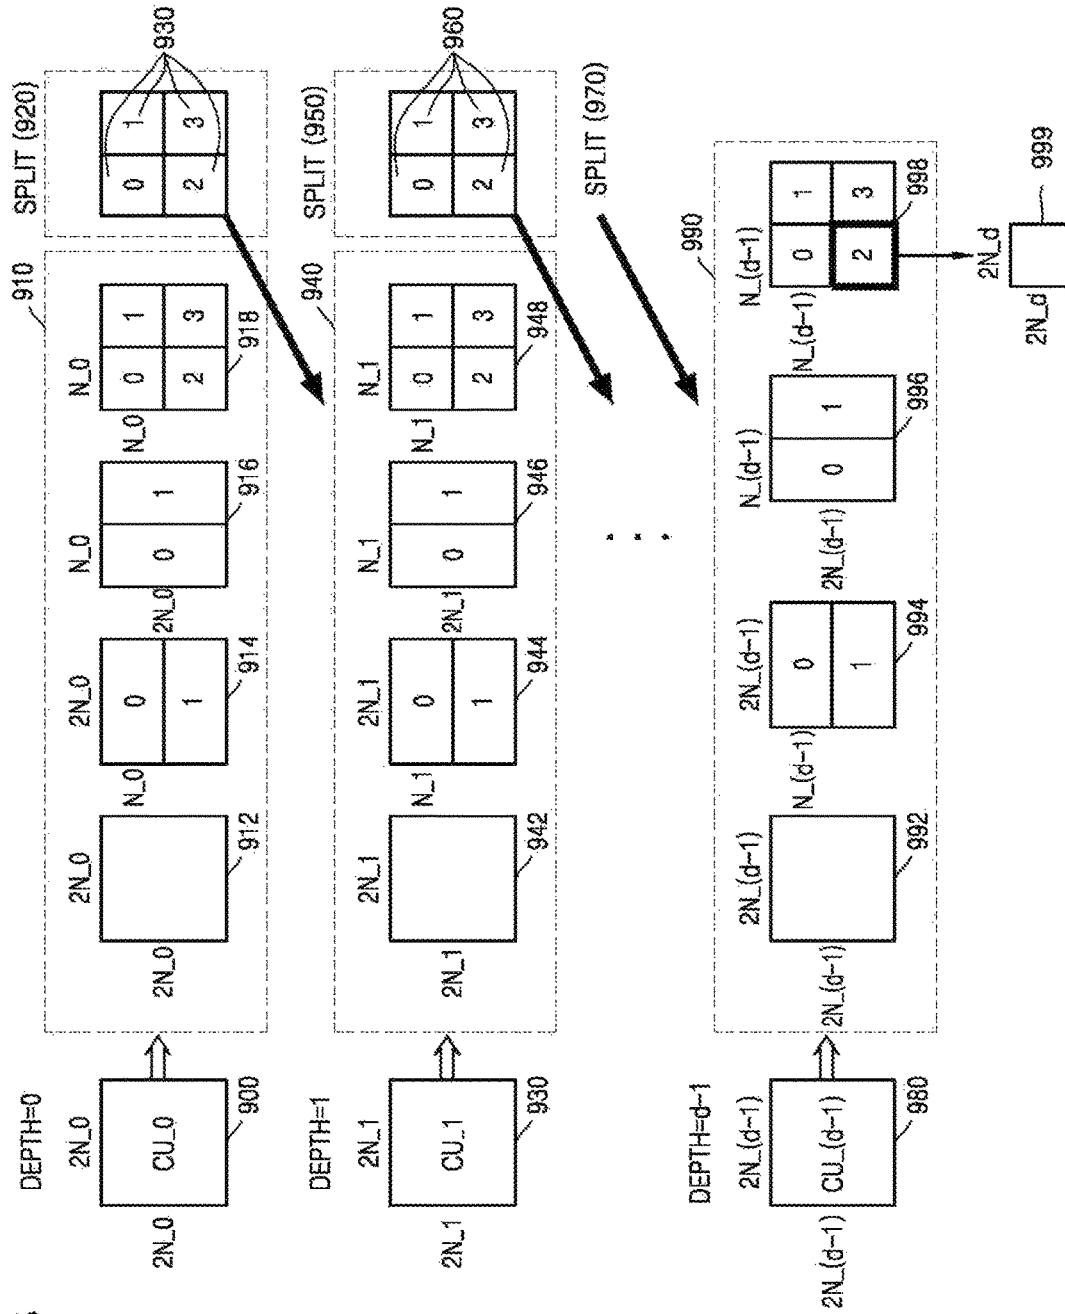 DEPTH=0
2N_0
2N_0
CU_0
900
910
2N_0
2N_0
912
2N_0
N_0
0
1
914
N_0
2N_0
0
1
916
N_0
N_0
0
1
2
3
918
SPLIT (920)
0
1
2
3
930
DEPTH=1
2N_1
2N_1
CU_1
930
940
2N_1
2N_1
942
2N_1
N_1
0
1
944
N_1
2N_1
0
1
946
N_1
N_1
0
1
2
3
948
SPLIT (950)
0
1
2
3
960
SPLIT (970)
DEPTH=d-1
2N_(d-1)
2N_(d-1)
CU_(d-1)
980
990
2N_(d-1)
2N_(d-1)
992
2N_(d-1)
N_(d-1)
0
1
994
N_(d-1)
2N_(d-1)
0
1
996
N_(d-1)
N_(d-1)
0
1
2
3
998
2N_d
2N_d
999